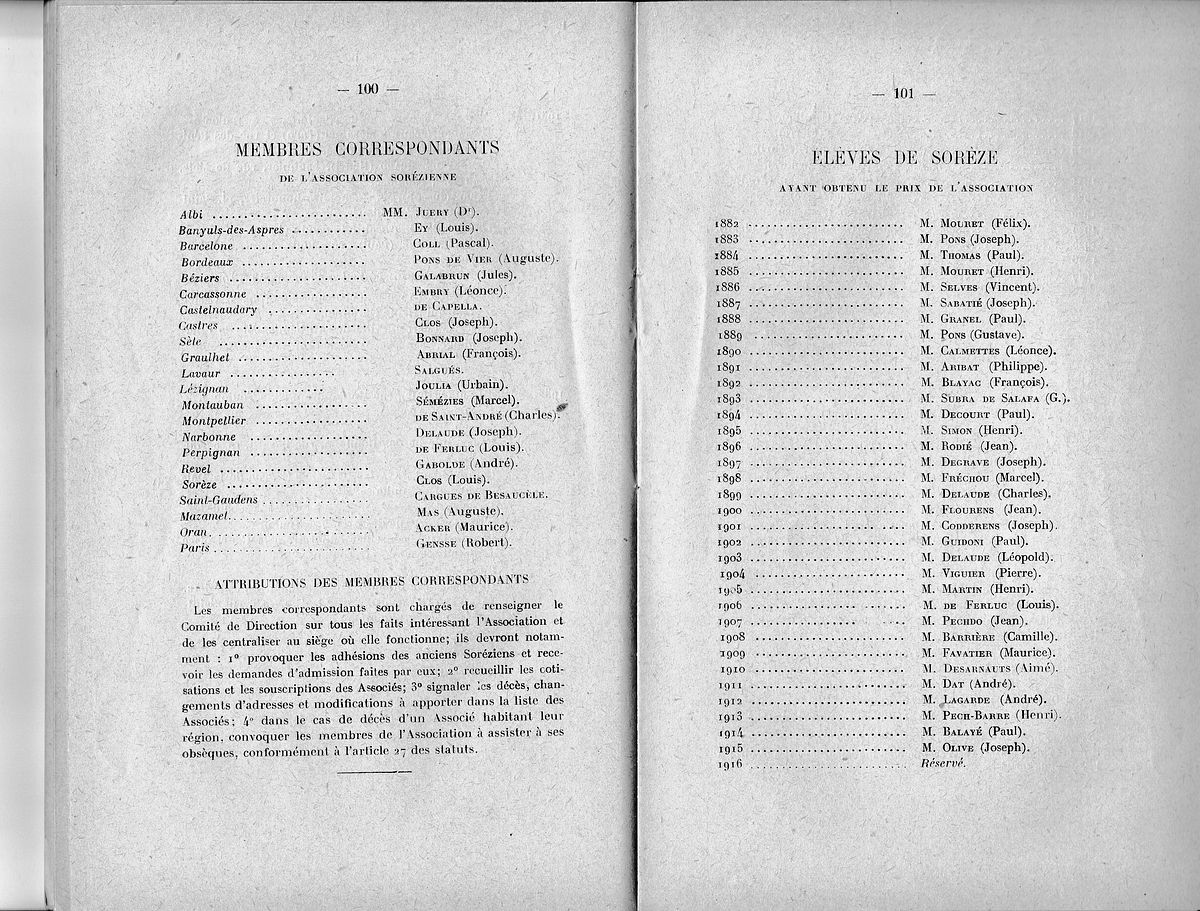 — 100 —
MEMBRES CORRESPONDANTS
DE L'ASSOCIATION SORÉZIENNE
Albi ........................ MM. JUERY (Dr).
Banyuls-des-Aspres ............ EY (Louis).
Barcelone .................... COLL (Pascal).
Bordeaux .................... PONS DE VIER (Auguste).
Béziers ...................... GALABRUN (Jules).
Carcassonne .................. EMBRY (Léonce).
Castelnaudary ................ DE CAPELLA.
Castres ...................... CLOS (Joseph).
Sète ........................ BONNARD (Joseph).
Graulhet ..................... ABRIAL (François).
Lavaur ................. SALGUÉS.
Lézignan ............. JOULIA (Urbain).
Montauban .................. SÉMÉZIES (Marcel).
Montpellier .................. DE SAINT-ANDRÉ (Charles).
Narbonne ................... DELAUDE (Joseph).
Perpignan ................... DE FERLUC (Louis).
Revel ........................ GABOLDE (André).
Sorèze ....................... CLOS (Louis).
Saint-Gaudens ................. CARGUES DE BESAUCÈLE.
Mazamet....................... MAS (Auguste).
Oran.......................... ACKER (Maurice).
Paris ......................... GENSSE (Robert).
ATTRIBUTIONS DES MEMBRES CORRESPONDANTS
Les membres correspondants sont chargés de renseigner le
Comité de Direction sur tous les faits intéressant l'Association et
de les centraliser au siège où elle fonctionne; ils devront notam-
ment : 1° provoquer les adhésions des anciens Soréziens et rece-
voir les demandes d'admission faites par eux; 2° recueillir les coti-
sations et les souscriptions des Associés; 3° signaler les décès, chan-
gements d'adresses et modifications à apporter dans la liste des
Associés; 4° dans le cas de décès d'un Associé habitant leur
région, convoquer les membres de l'Association à assister à ses
obsèques, conformément à l'article 27 des statuts.
— 101 —
ELÈVES DE SORÈZE
AYANT OBTENU LE PRIX DE L'ASSOCIATION
1882 ......................... M. MOURET (Félix).
1883 ......................... M. PONS (Joseph).
1884 ......................... M. THOMAS (Paul).
1885 ......................... M. MOURET (Henri).
1886 ......................... M. SELVES (Vincent).
1887 ......................... M. SABATIÉ (Joseph).
1888 ......................... M. GRANEL (Paul).
1889 ......................... M. PONS (Gustave).
1890 ......................... M. CALMETTES (Léonce).
1891 ......................... M. ARIBAT (Philippe).
1892 ......................... M. BLAYAC (François).
1893 ......................... M. SUBRA DE SALAFA (G.).
1894 ......................... M. DECOURT (Paul).
1895 ......................... M. SIMON (Henri).
1896 ......................... M. RODIÉ (Jean).
1897 ......................... M. DEGRAVE (Joseph).
1898 ......................... M. FRÉCHOU (Marcel).
1899 ......................... M. DELAUDE (Charles).
1900 ......................... M. FLOURENS (Jean).
1901 ......................... M. CODDERENS (Joseph).
1902 ......................... M. GUIDONI (Paul).
1903 ......................... M. DELAUDE (Léopold).
1904 ......................... M. VIGUIER (Pierre).
1905 ......................... M. MARTIN (Henri).
1906 ......................... M. DE FERLUC (Louis).
1907 ......................... M. PECHDO (Jean).
1908 ......................... M. BARRIÈRE (Camille).
1909 ......................... M. FAVATIER (Maurice).
1910 ......................... M. DESARNAUTS (Aimé).
1911 ......................... M. DAT (André).
1912 ......................... M. LAGARDE (André).
1913 ......................... M. PECH-BARRE (Henri).
1914 ......................... M. BALAYÉ (Paul).
1915 ......................... M. OLIVE (Joseph).
1916 ......................... Réservé.